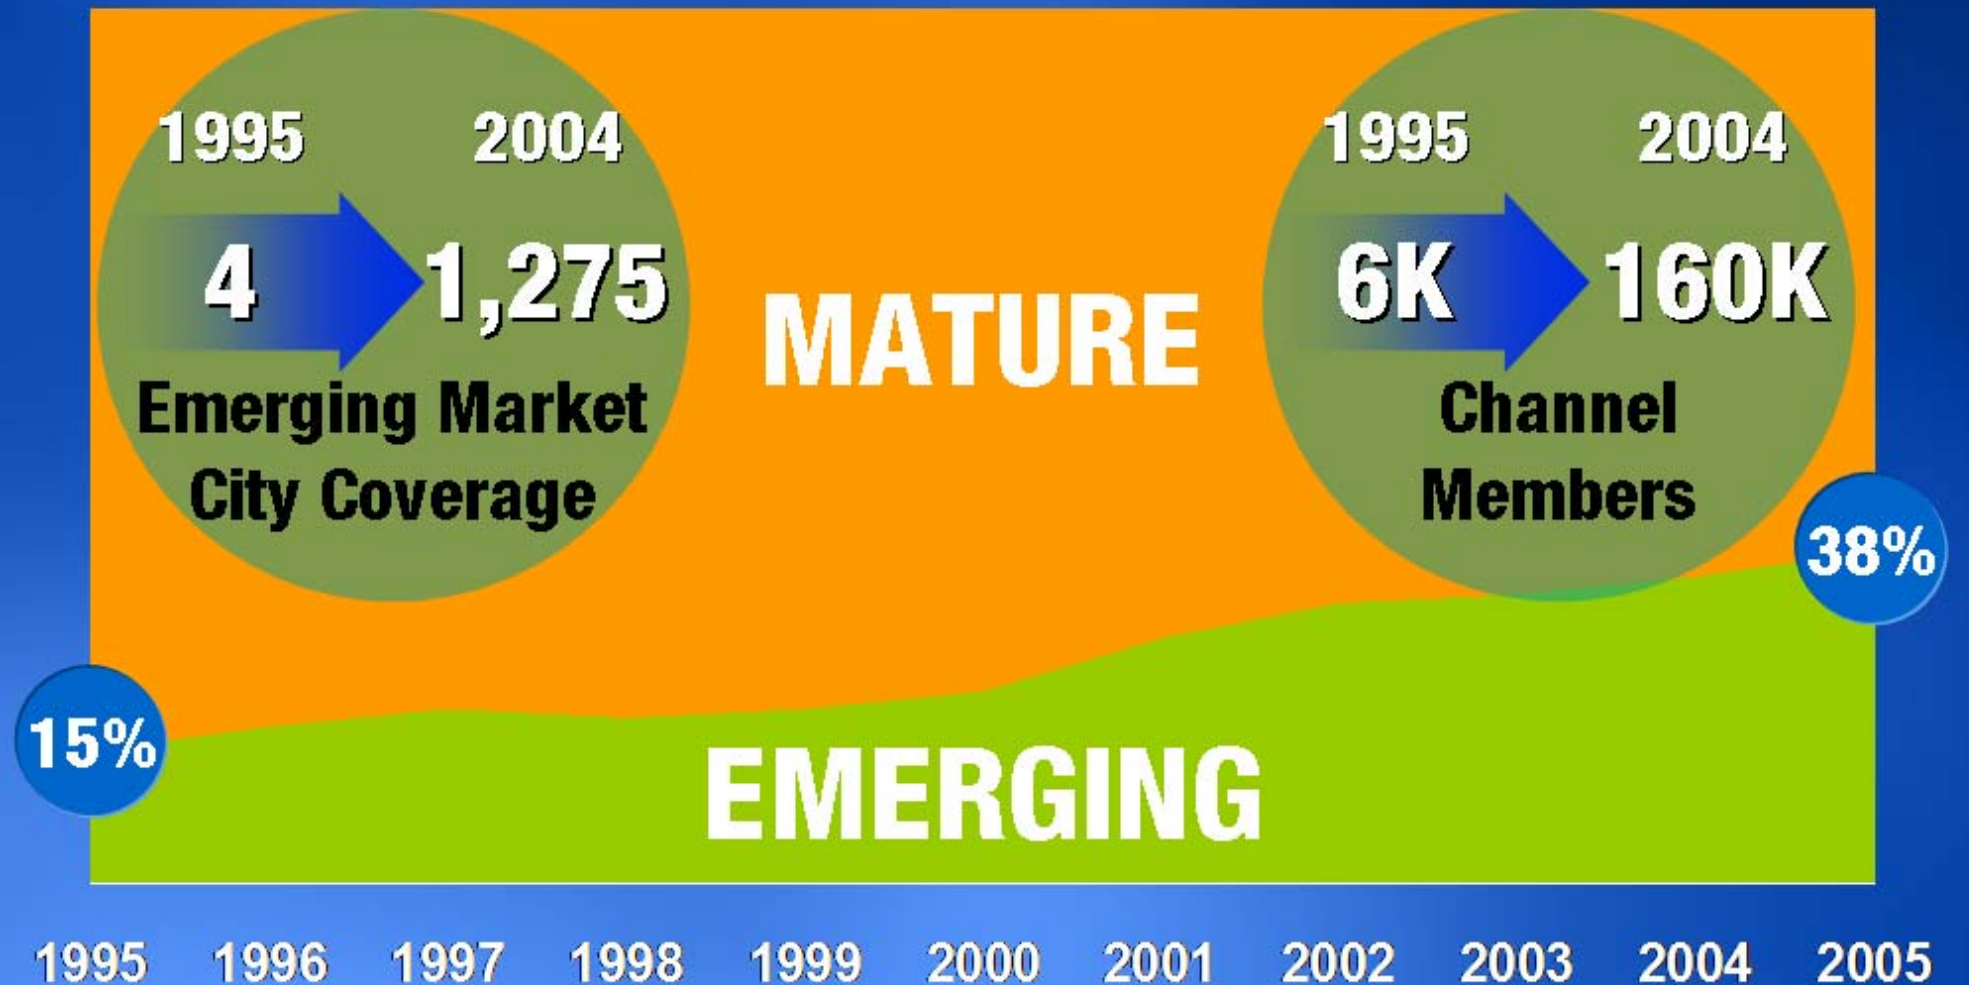 1995 2004
4 1,275
Emerging Market
City Coverage
MATURE
1995 2004
6K 160K
Channel
Members
38%
15%
EMERGING
1995 1996 1997 1998 1999 2000 2001 2002 2003 2004 2005